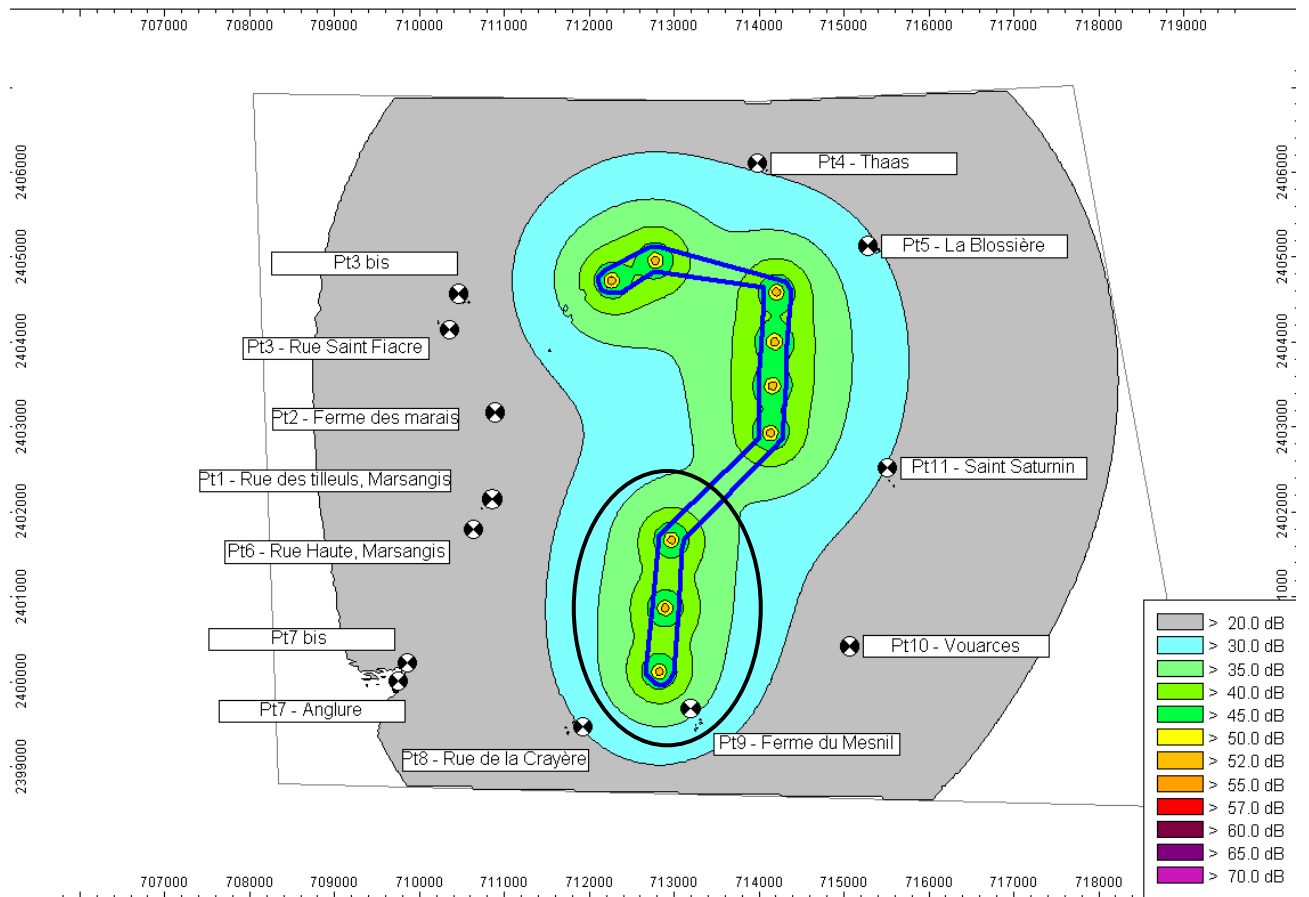 707000 708000 709000 710000 711000 712000 713000 714000 715000 716000 717000 718000 719000
2406000
2405000
2404000
2403000
2402000
2401000
2400000
2399000
2406000
2405000
2404000
2403000
2402000
Pt4 - Thaas
Pt5 - La Blossière
Pt3 bis
Pt3 - Rue Saint Fiacre
Pt2 - Ferme des marais
Pt11 - Saint Saturnin
Pt1 - Rue des tilleuls, Marsangis
Pt6 - Rue Haute, Marsangis
Pt7 bis
Pt10 - Vouarces
Pt7 - Anglure
Pt9 - Ferme du Mesnil
Pt8 - Rue de la Crayère
> 20.0 dB
> 30.0 dB
> 35.0 dB
> 40.0 dB
> 45.0 dB
> 50.0 dB
> 52.0 dB
> 55.0 dB
> 57.0 dB
> 60.0 dB
> 65.0 dB
> 70.0 dB
707000 708000 709000 710000 711000 712000 713000 714000 715000 716000 717000 718000